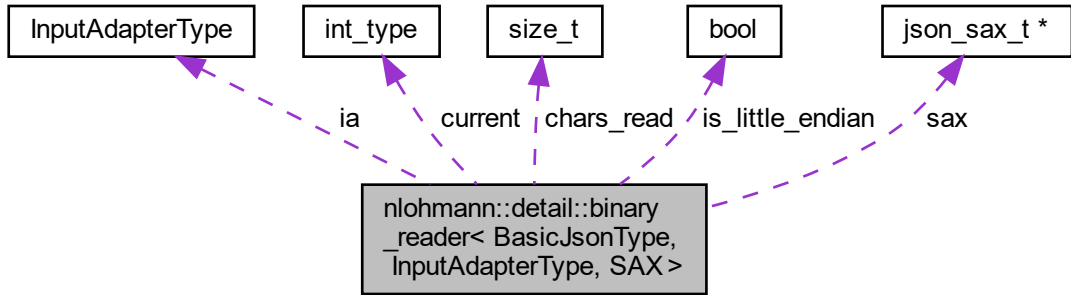 InputAdapterType
int_type
size_t
bool
json_sax_t *
ia
current
chars_read
is_little_endian
sax
nlohmann::detail::binary
_reader< BasicJsonType,
InputAdapterType, SAX >